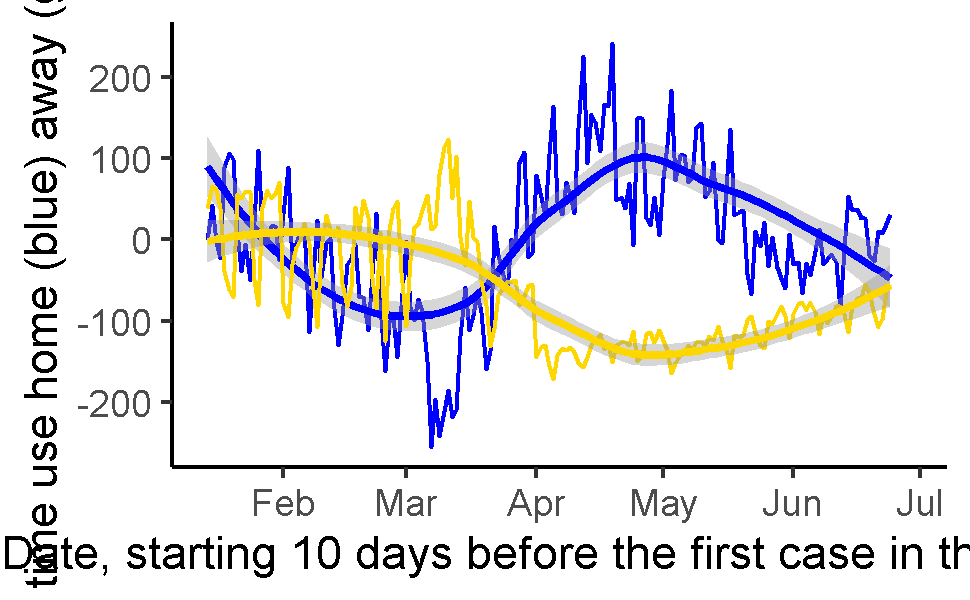 time use home (blue) away (
200
100
0
-100
-200
Feb Mar Apr May Jun Jul
Date, starting 10 days before the first case in th